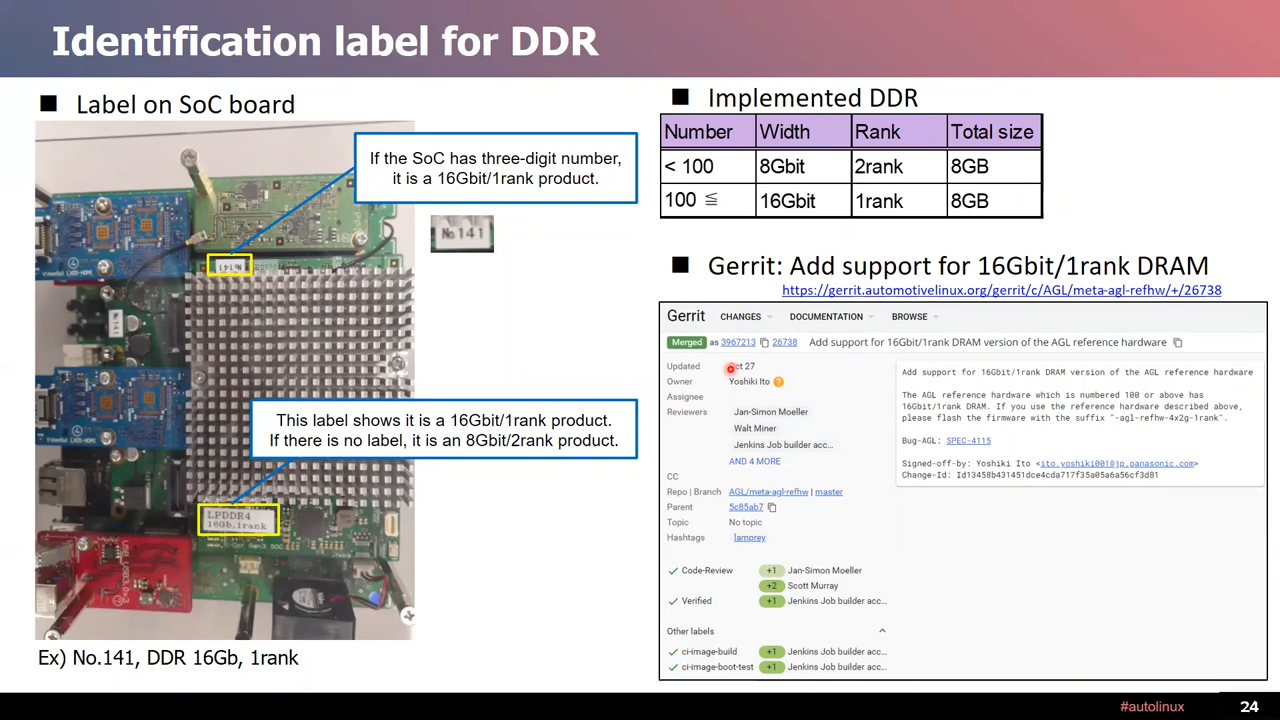 Identification label for DDR
■ Label on SoC board
If the SoC has three-digit number,
it is a 16Gbit/1rank product.
No.141
No.141
No.141
This label shows it is a 16Gbit/1rank product.
If there is no label, it is an 8Gbit/2rank product.
LPDDR4
16Gb,1rank
Ex) No.141, DDR 16Gb, 1rank
■ Implemented DDR
Number Width Rank Total size
< 100 8Gbit 2rank 8GB
100 ≦ 16Gbit 1rank 8GB
■ Gerrit: Add support for 16Gbit/1rank DRAM
https://gerrit.automotivelinux.org/gerrit/c/AGL/meta-agl-refhw/+/26738
Gerrit CHANGES DOCUMENTATION BROWSE
Merged as 3967213 26738 Add support for 16Gbit/1rank DRAM version of the AGL reference hardware
Updated ct 27
Owner Yoshiki Ito
Assignee
Reviewers Jan-Simon Moeller
Walt Miner
Jenkins Job builder acc...
AND 4 MORE
CC
Repo | Branch AGL/meta-agl-refhw | master
Parent 5c85ab7
Topic No topic
Hashtags lamprey
Code-Review +1 Jan-Simon Moeller
+2 Scott Murray
Verified +1 Jenkins Job builder acc...
Other labels
ci-image-build +1 Jenkins Job builder acc...
ci-image-boot-test +1 Jenkins Job builder acc...
Add support for 16Gbit/1rank DRAM version of the AGL reference hardware
The AGL reference hardware which is numbered 100 or above has
16Gbit/1rank DRAM. If you use the reference hardware described above,
please flash the firmware with the suffix "-agl-refhw-4x2g-1rank".
Bug-AGL: SPEC-4115
Signed-off-by: Yoshiki Ito <ito.yoshiki001@jp.panasonic.com>
Change-Id: Id13458b431451dce4cda717f35a05a6a56cf3d81
#autolinux 24